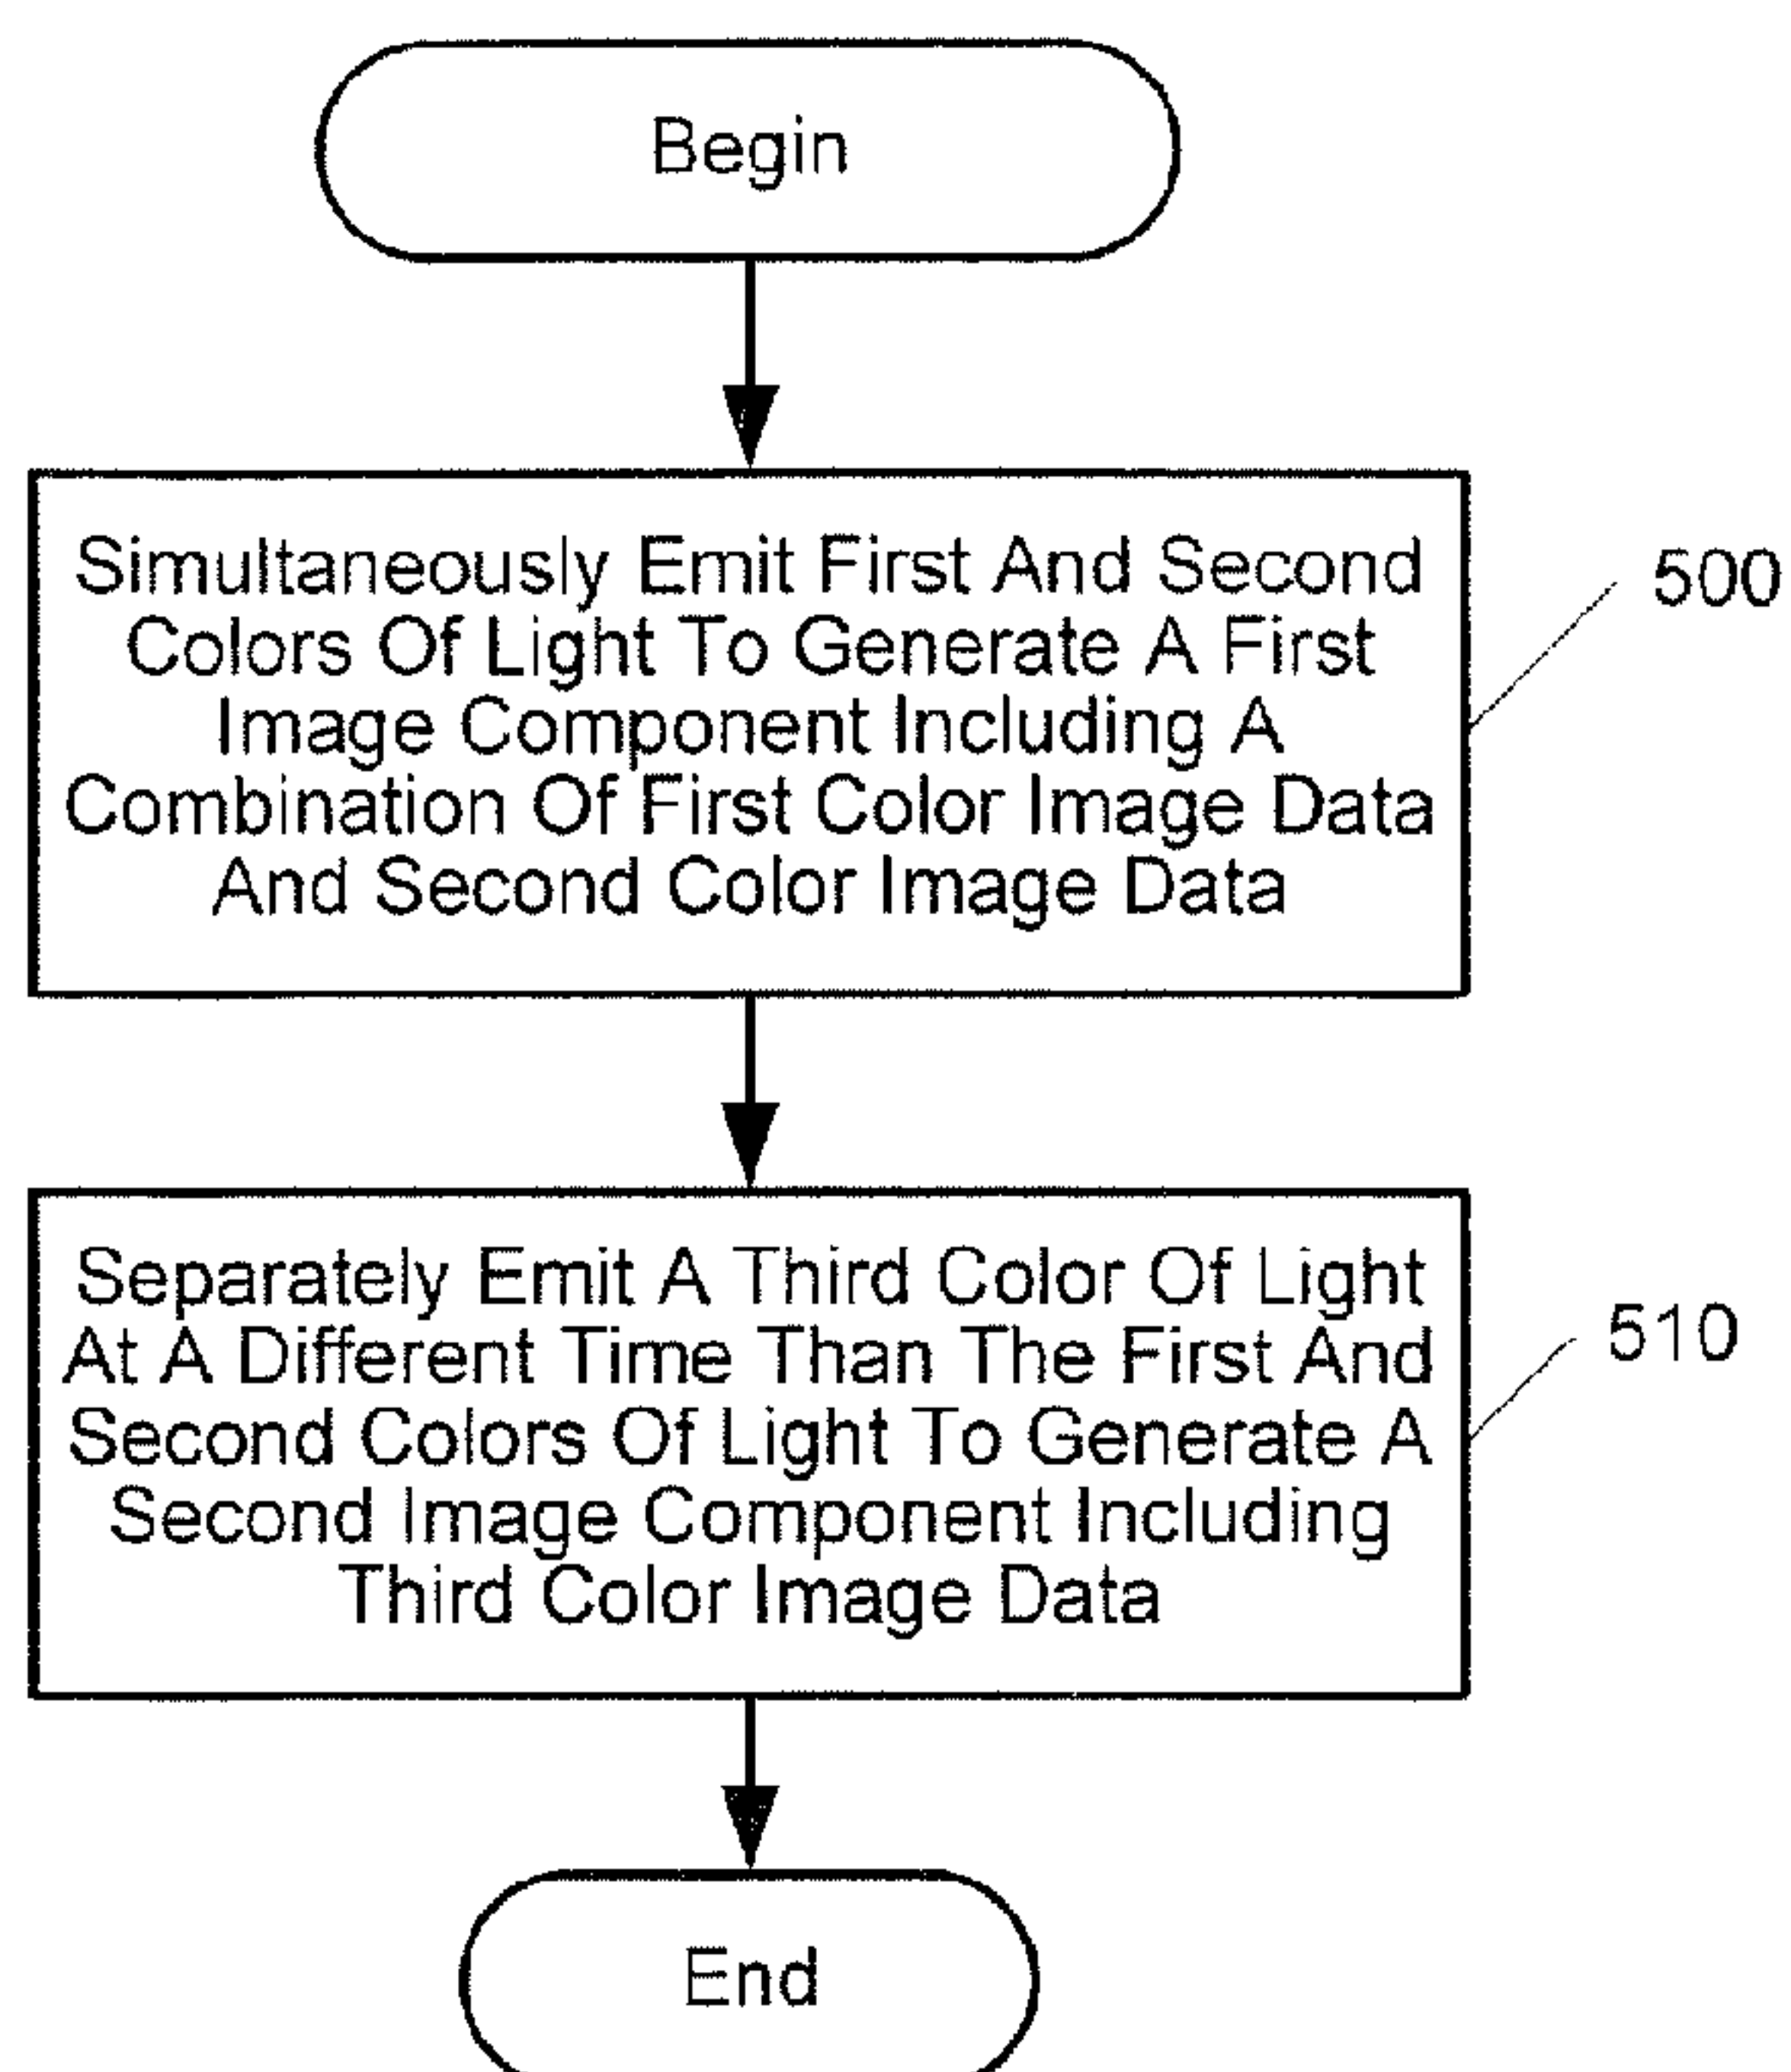 Begin
Simultaneously Emit First And Second
Colors Of Light To Generate A First
Image Component Including A
Combination Of First Color Image Data
And Second Color Image Data
500
Separately Emit A Third Color Of Light
At A Different Time Than The First And
Second Colors Of Light To Generate A
Second Image Component Including
Third Color Image Data
510
End